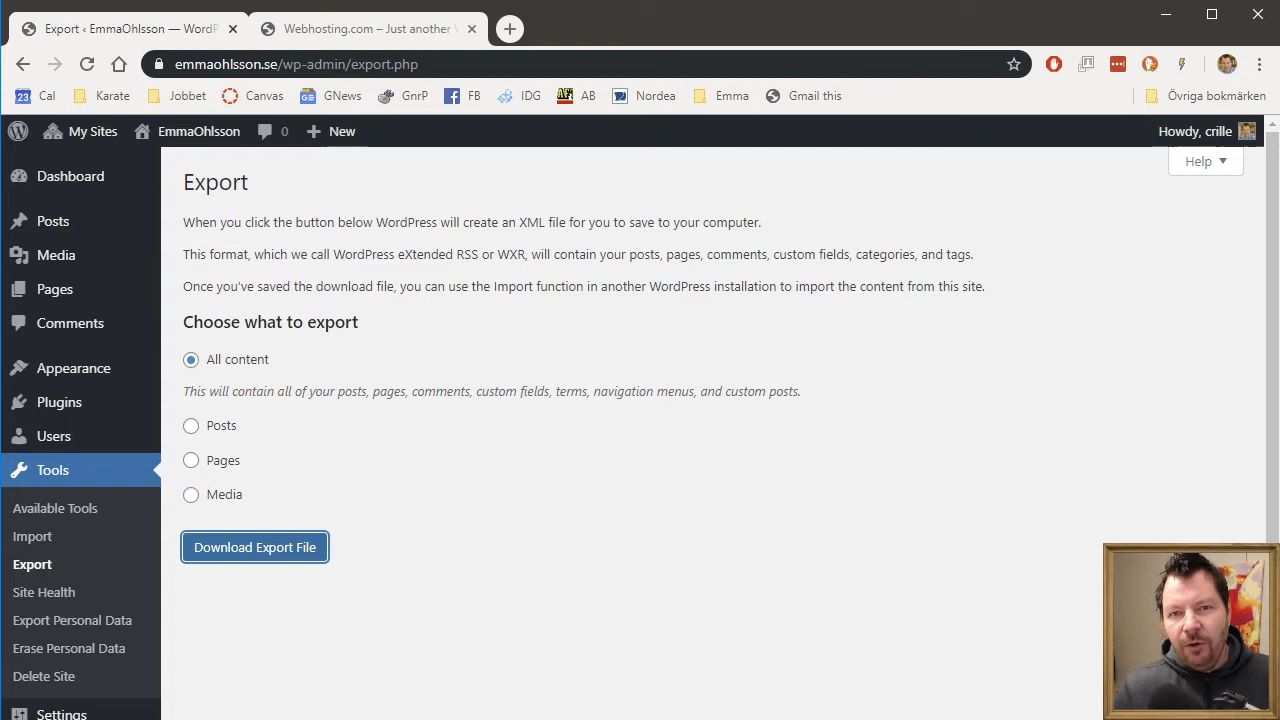 Export ‹ EmmaOhlsson — WordP
Webhosting.com – Just another W
emmaohlsson.se/wp-admin/export.php
23 Cal
Karate
Jobbet
Canvas
GNews
GnrP
FB
IDG
AB
Nordea
Emma
Gmail this
Övriga bokmärken
My Sites
EmmaOhlsson
0
New
Howdy, crille
Help
Dashboard
Posts
Media
Pages
Comments
Appearance
Plugins
Users
Tools
Available Tools
Import
Export
Site Health
Export Personal Data
Erase Personal Data
Delete Site
Settings
Export
When you click the button below WordPress will create an XML file for you to save to your computer.
This format, which we call WordPress eXtended RSS or WXR, will contain your posts, pages, comments, custom fields, categories, and tags.
Once you've saved the download file, you can use the Import function in another WordPress installation to import the content from this site.
Choose what to export
All content
This will contain all of your posts, pages, comments, custom fields, terms, navigation menus, and custom posts.
Posts
Pages
Media
Download Export File